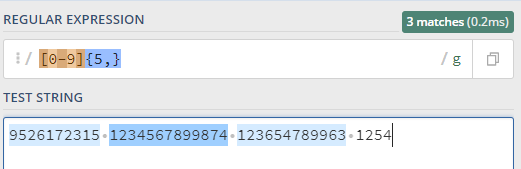 REGULAR EXPRESSION 3 matches (0.2ms)
/ [0-9]{5,} / g
TEST STRING
9526172315·1234567899874·123654789963·1254